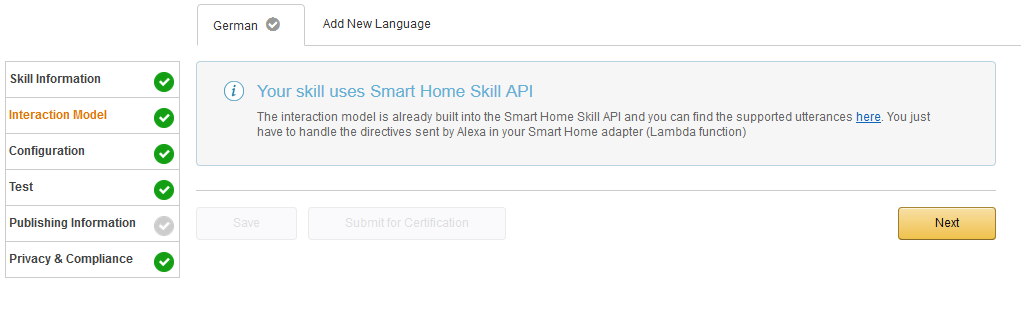 German
Add New Language
Skill Information
Interaction Model
Configuration
Test
Publishing Information
Privacy & Compliance
i
Your skill uses Smart Home Skill API
The interaction model is already built into the Smart Home Skill API and you can find the supported utterances here. You just
have to handle the directives sent by Alexa in your Smart Home adapter (Lambda function)
Save
Submit for Certification
Next